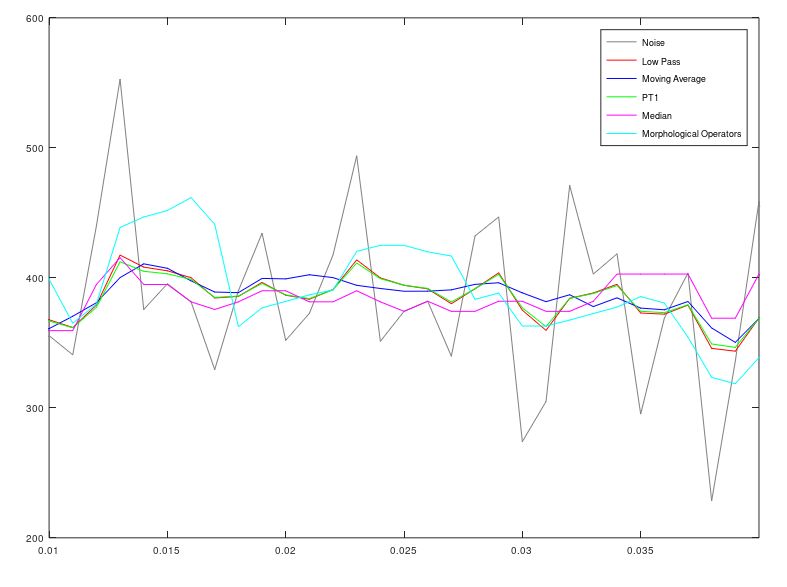 600
Noise
Low Pass
Moving Average
PT1
Median
Morphological Operators
500
400
300
200
0.01 0.015 0.02 0.025 0.03 0.035